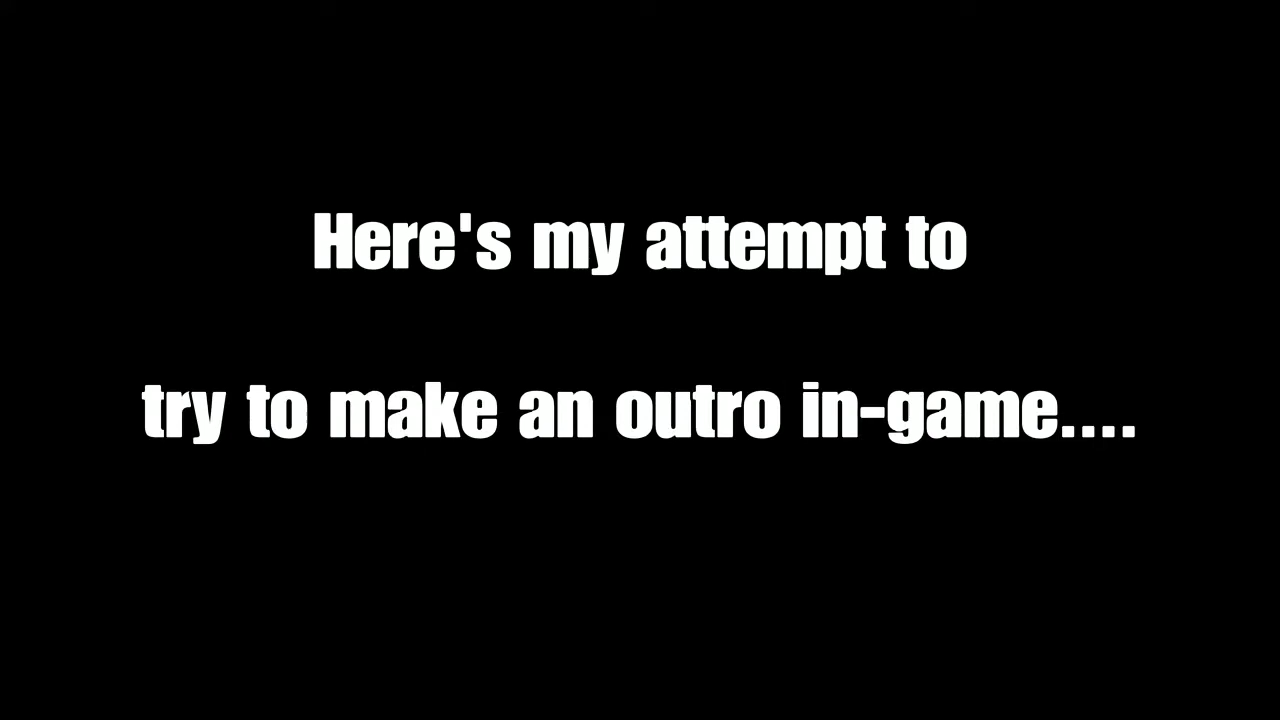 Here's my attempt to
try to make an outro in-game....